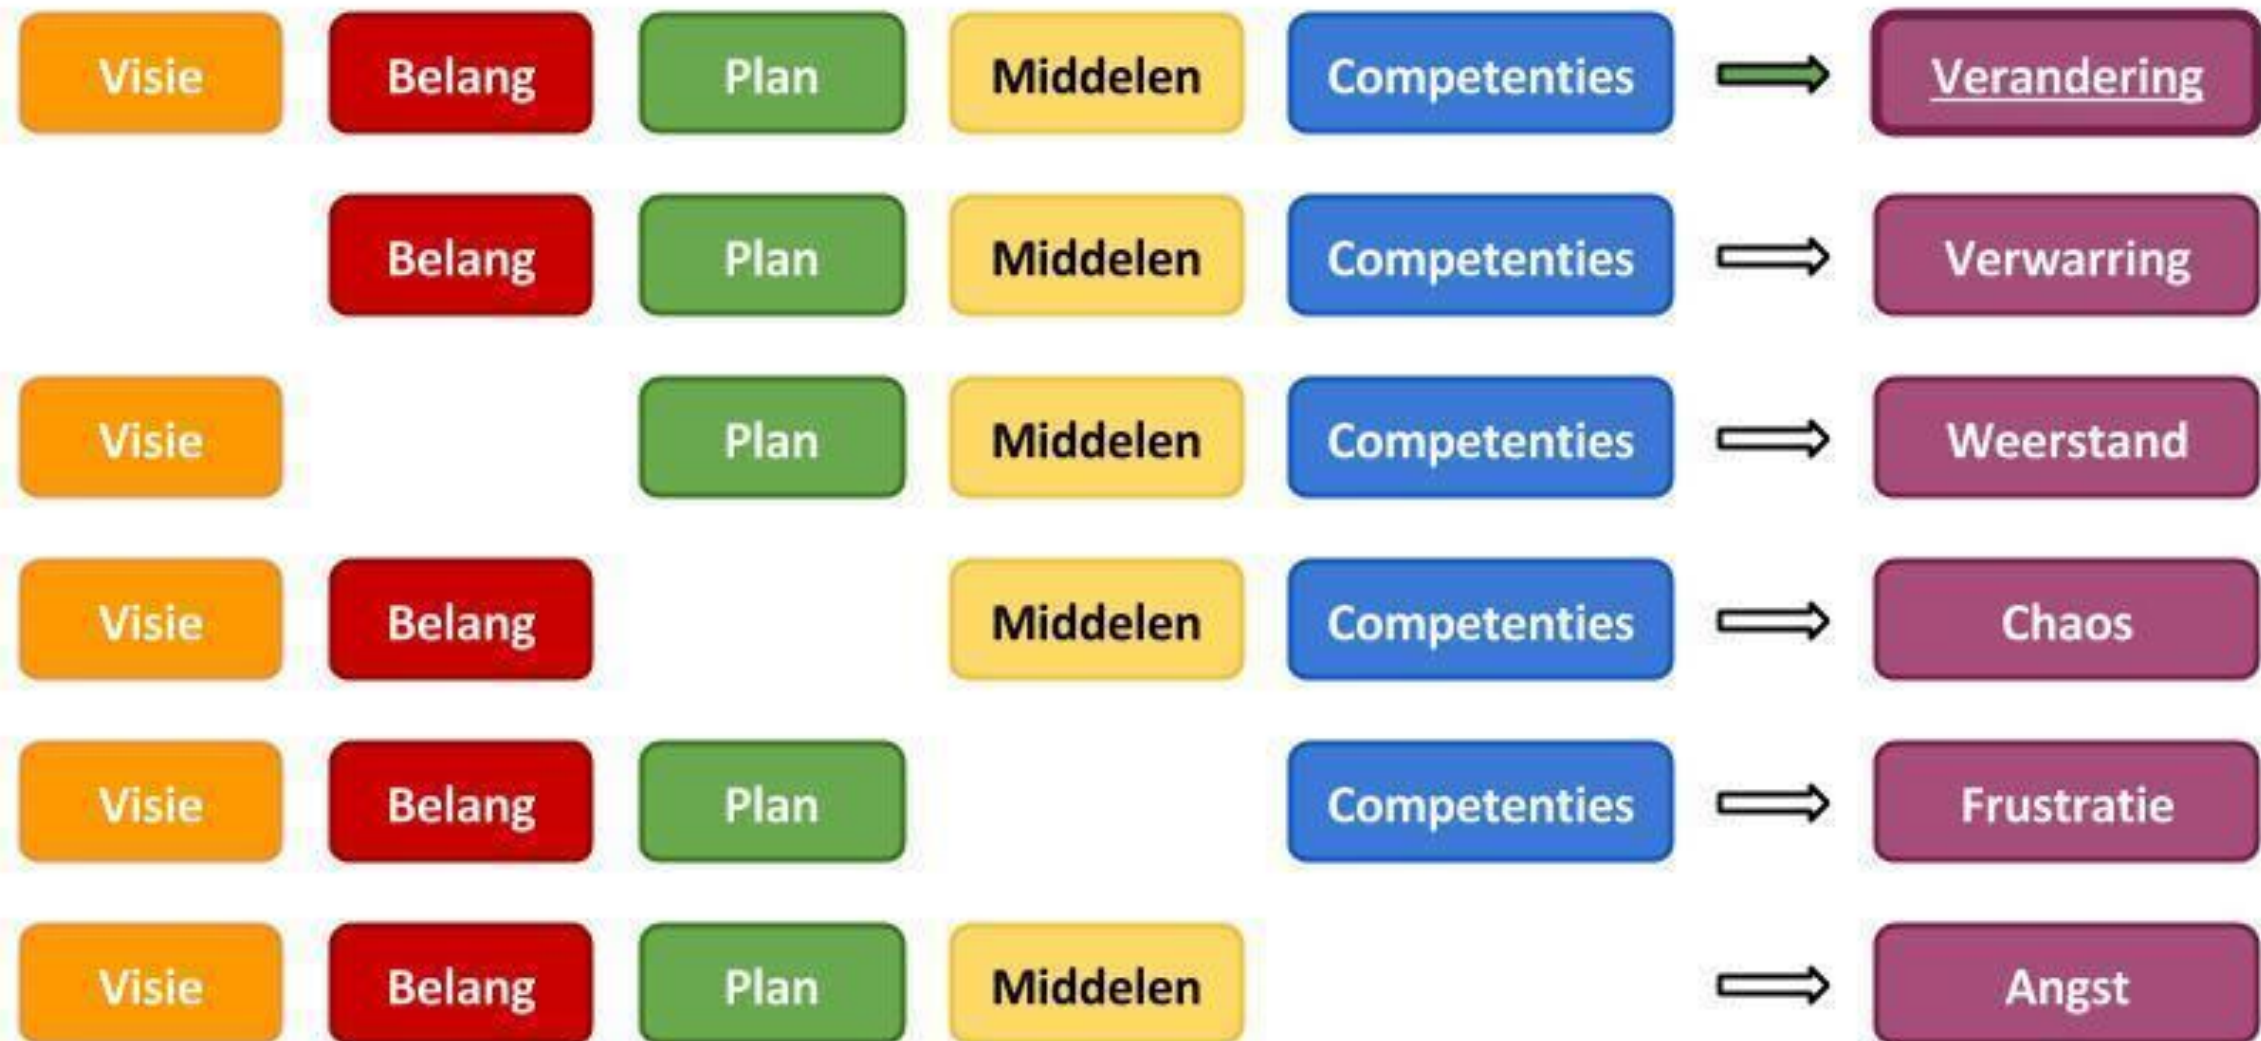 Visie Belang Plan Middelen Competenties Verandering
Belang Plan Middelen Competenties Verwarring
Visie Plan Middelen Competenties Weerstand
Visie Belang Middelen Competenties Chaos
Visie Belang Plan Competenties Frustratie
Visie Belang Plan Middelen Angst